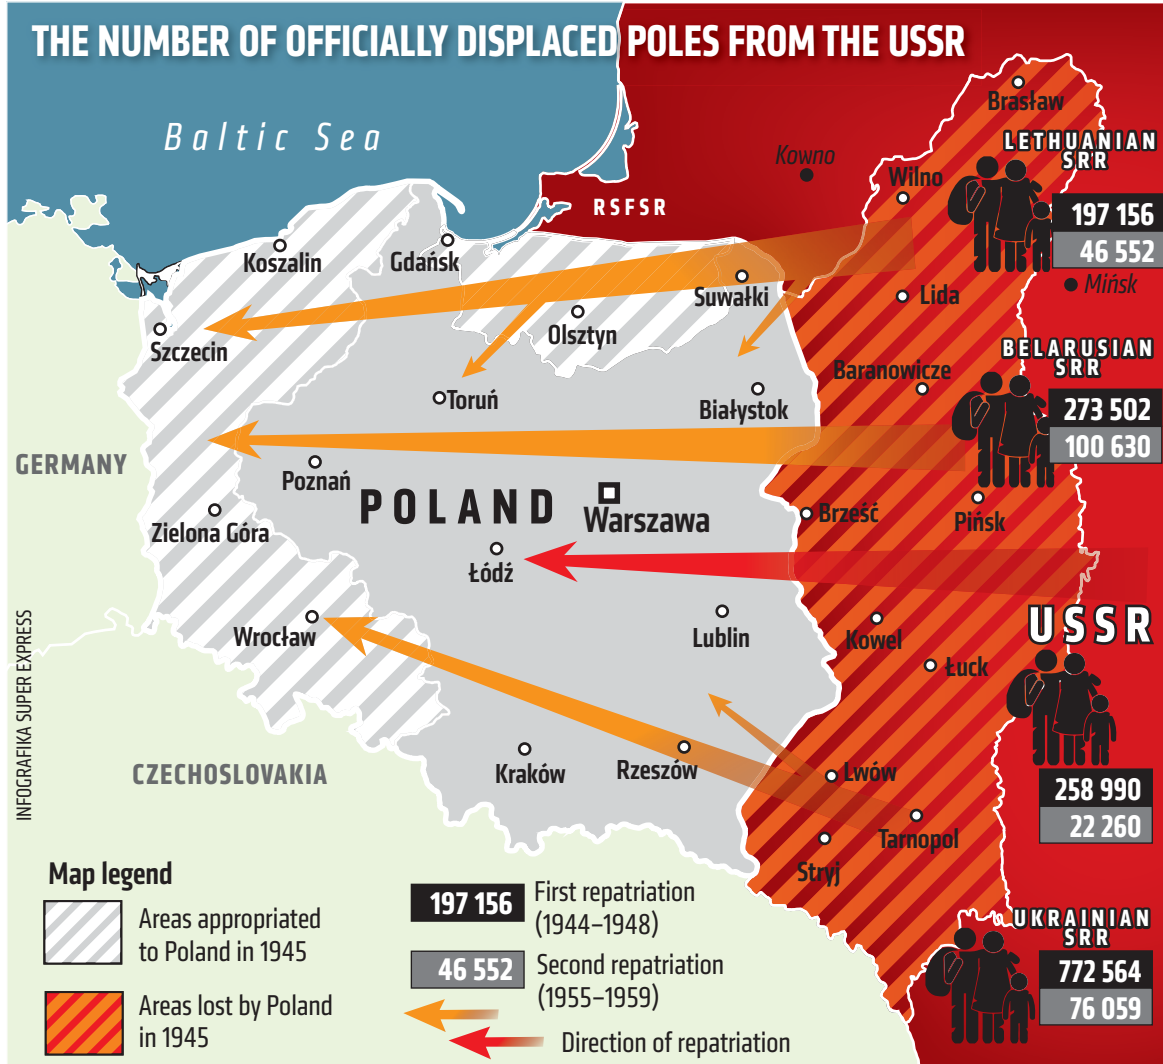 THE NUMBER OF OFFICIALLY DISPLACED POLES FROM THE USSR
Baltic Sea
Brasław
LETHUANIAN
SRR
Kowno
Wilno
197 156
46 552
RSFSR
Koszalin
Gdańsk
Suwałki
Lida
Mińsk
Szczecin
Olsztyn
BELARUSIAN
SRR
Baranowicze
Toruń
Białystok
273 502
100 630
GERMANY
Poznań
POLAND
Warszawa
Brześć
Pińsk
Zielona Góra
Łódź
USSR
Wrocław
Lublin
Kowel
Łuck
INFOGRAFIKA SUPER EXPRESS
CZECHOSLOVAKIA
Kraków
Rzeszów
Lwów
258 990
22 260
Tarnopol
Stryj
UKRAINIAN
SRR
772 564
76 059
Map legend
Areas appropriated
to Poland in 1945
Areas lost by Poland
in 1945
197 156
First repatriation
(1944–1948)
46 552
Second repatriation
(1955–1959)
Direction of repatriation